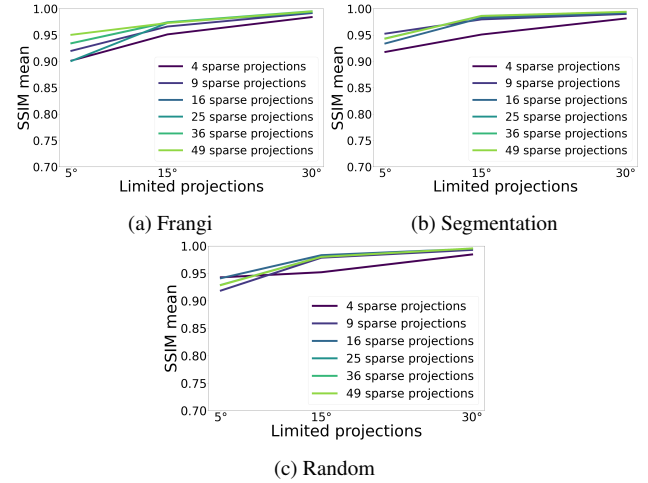 SSIM mean
1.00
0.95
0.90
0.85
0.80
0.75
0.70
4 sparse projections
9 sparse projections
16 sparse projections
25 sparse projections
36 sparse projections
49 sparse projections
5° 15° 30°
Limited projections
(a) Frangi
SSIM mean
1.00
0.95
0.90
0.85
0.80
0.75
0.70
4 sparse projections
9 sparse projections
16 sparse projections
25 sparse projections
36 sparse projections
49 sparse projections
5° 15° 30°
Limited projections
(b) Segmentation
SSIM mean
1.00
0.95
0.90
0.85
0.80
0.75
0.70
4 sparse projections
9 sparse projections
16 sparse projections
25 sparse projections
36 sparse projections
49 sparse projections
5° 15° 30°
Limited projections
(c) Random